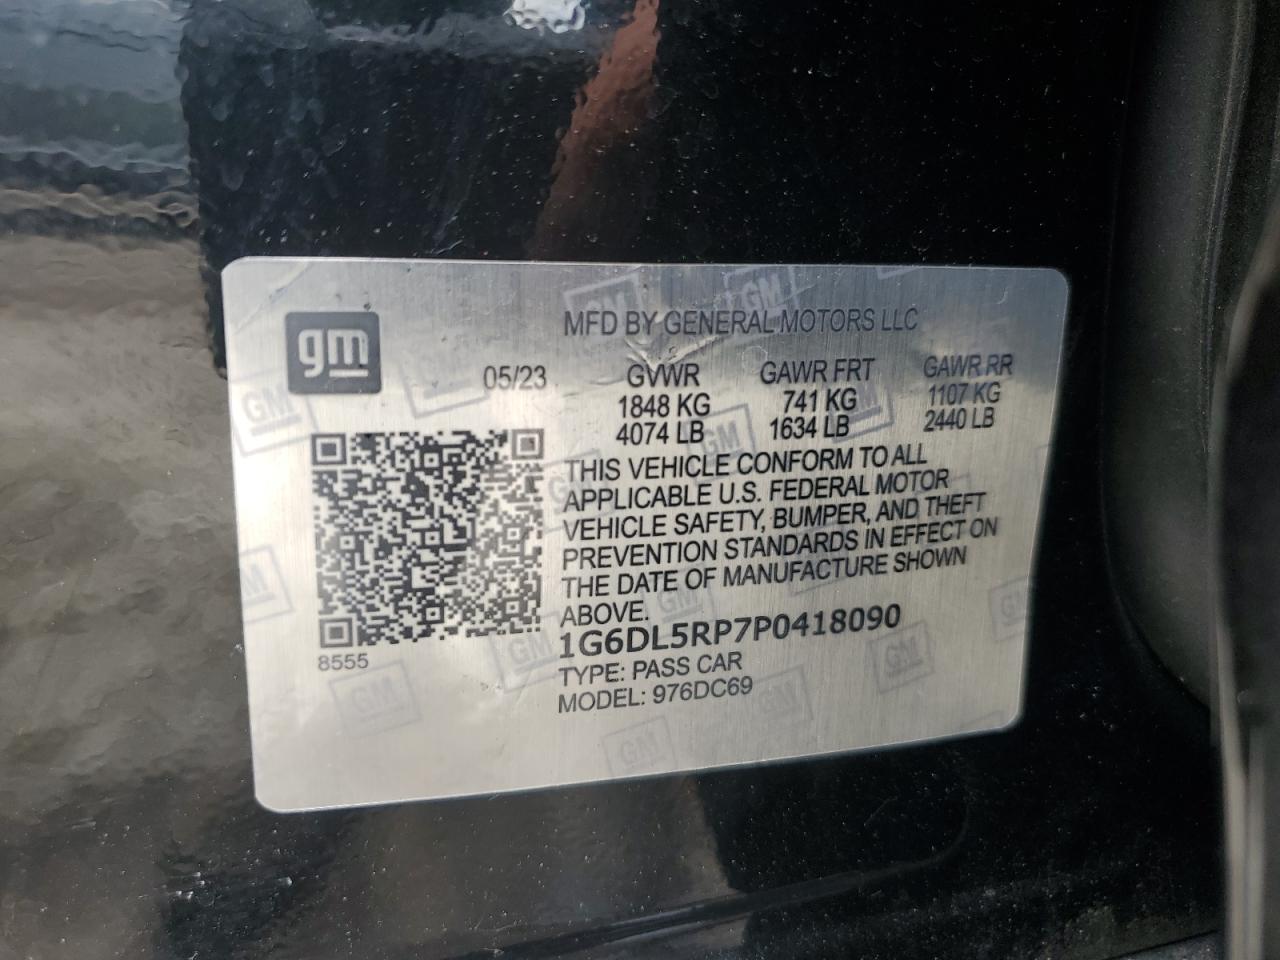 gm
MFD BY GENERAL MOTORS LLC
05/23 GVWR GAWR FRT GAWR RR
1848 KG 741 KG 1107 KG
4074 LB 1634 LB 2440 LB
THIS VEHICLE CONFORM TO ALL
APPLICABLE U.S. FEDERAL MOTOR
VEHICLE SAFETY, BUMPER, AND THEFT
PREVENTION STANDARDS IN EFFECT ON
THE DATE OF MANUFACTURE SHOWN
ABOVE.
1G6DL5RP7P0418090
TYPE: PASS CAR
MODEL: 976DC69
8555